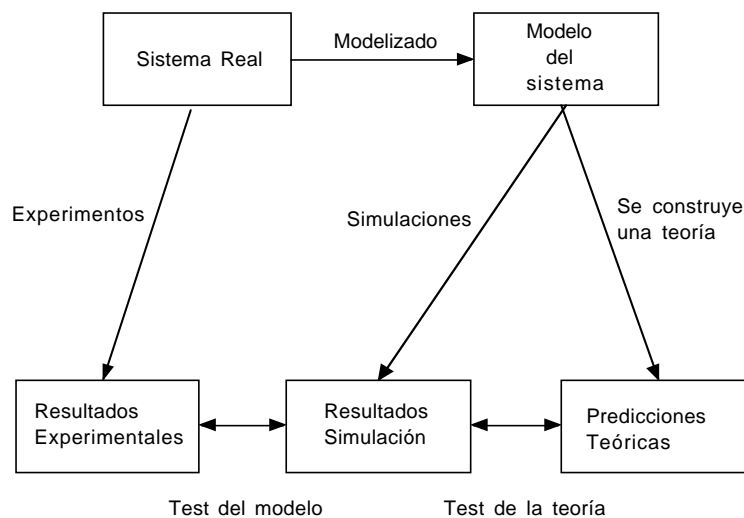 Sistema Real
Modelizado
Modelo
del
sistema
Experimentos
Simulaciones
Se construye
una teoría
Resultados
Experimentales
Resultados
Simulación
Predicciones
Teóricas
Test del modelo
Test de la teoría